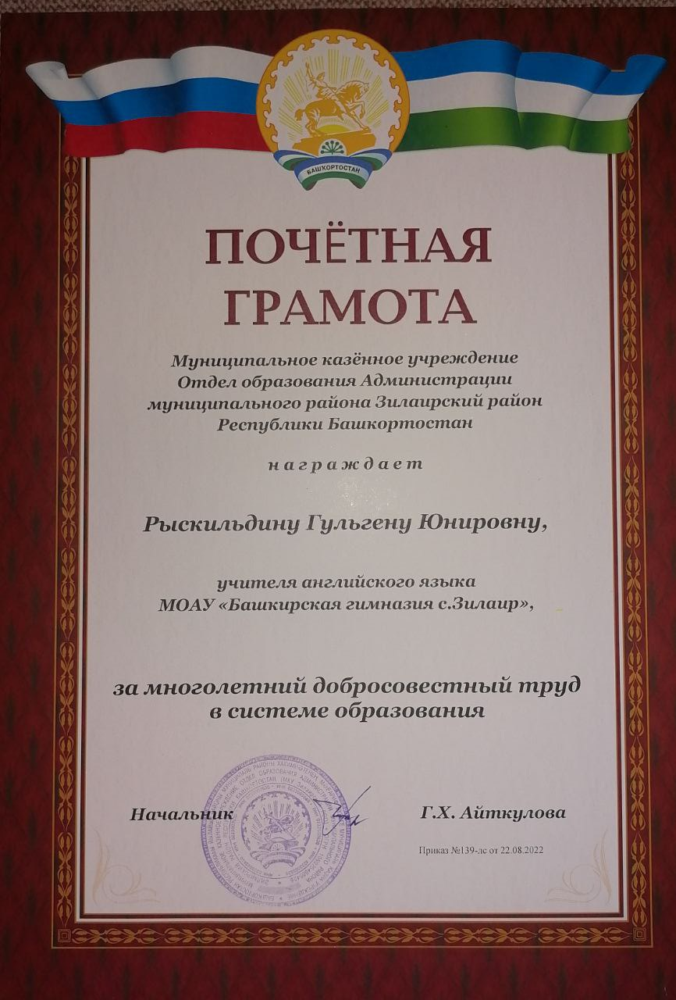 БАШҠОРТОСТАН
ПОЧЁТНАЯ
ГРАМОТА
Муниципальное казённое учреждение
Отдел образования Администрации
муниципального района Зилаирский район
Республики Башкортостан
награждает
Рыскильдину Гульгену Юнировну,
учителя английского языка
МОАУ «Башкирская гимназия с.Зилаир»,
за многолетний добросовестный труд
в системе образования
Начальник
Г.Х. Айткулова
Приказ №139-лс от 22.08.2022